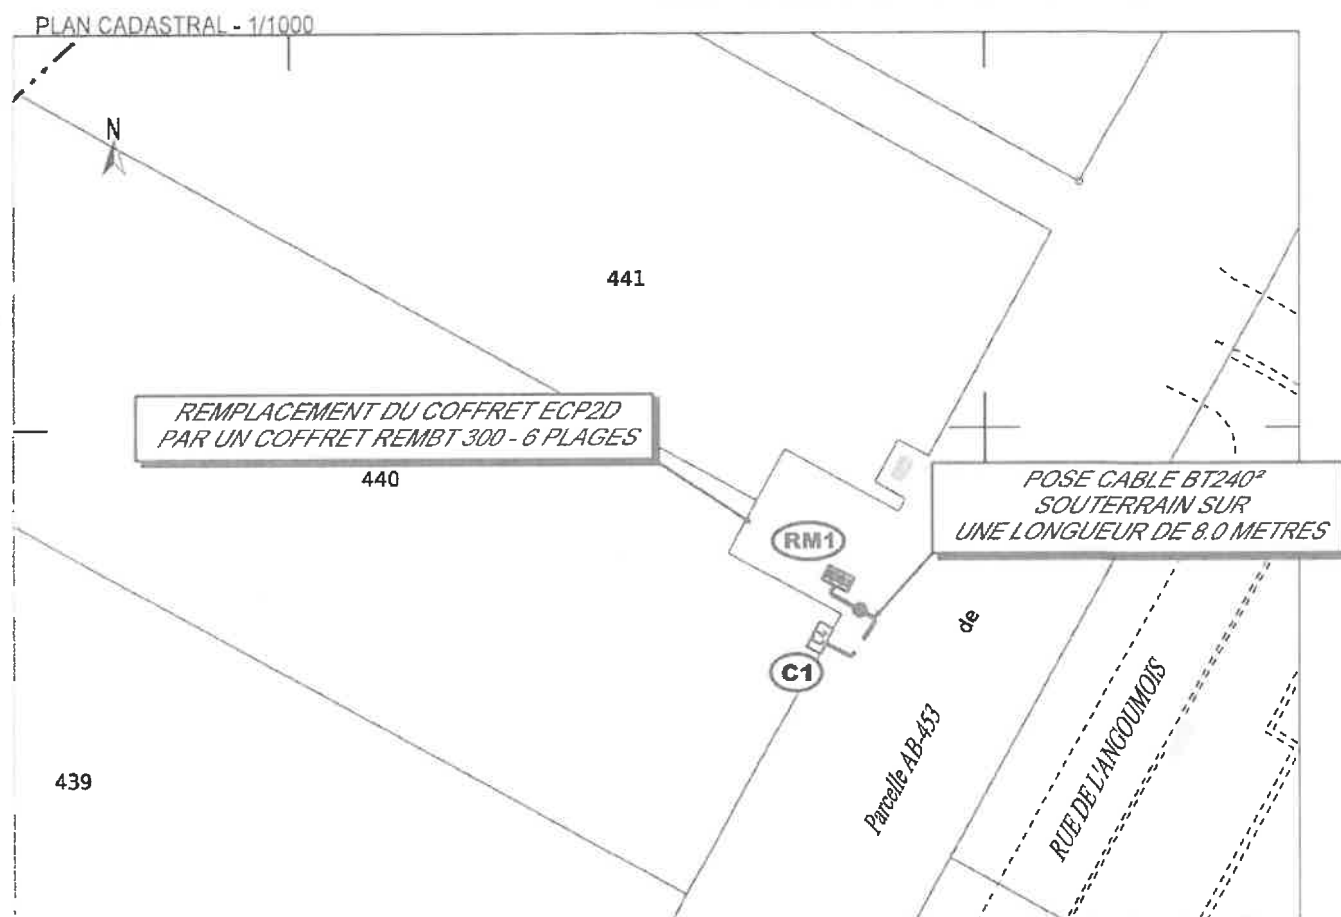 PLAN CADASTRAL - 1/1000
N
441
REMPLACEMENT DU COFFRET ECP2D
PAR UN COFFRET REMBT 300 - 6 PLAGES
440
POSE CABLE BT240²
SOUTERRAIN SUR
UNE LONGUEUR DE 8.0 METRES
RM1
de
C1
Parcelle AB-453
RUE DE L'ANGOUMOIS
439